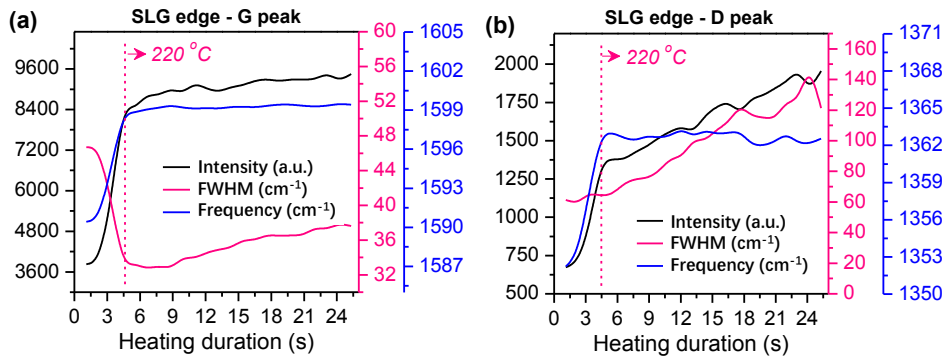 (a)
SLG edge - G peak
220 °C
9600
8400
7200
6000
4800
3600
60
56
52
48
44
40
36
32
1605
1602
1599
1596
1593
1590
1587
Intensity (a.u.)
FWHM (cm⁻¹)
Frequency (cm⁻¹)
0 3 6 9 12 15 18 21 24
Heating duration (s)
(b)
SLG edge - D peak
220 °C
2000
1750
1500
1250
1000
750
500
160
140
120
100
80
60
40
20
0
1371
1368
1365
1362
1359
1356
1353
1350
Intensity (a.u.)
FWHM (cm⁻¹)
Frequency (cm⁻¹)
0 3 6 9 12 15 18 21 24
Heating duration (s)